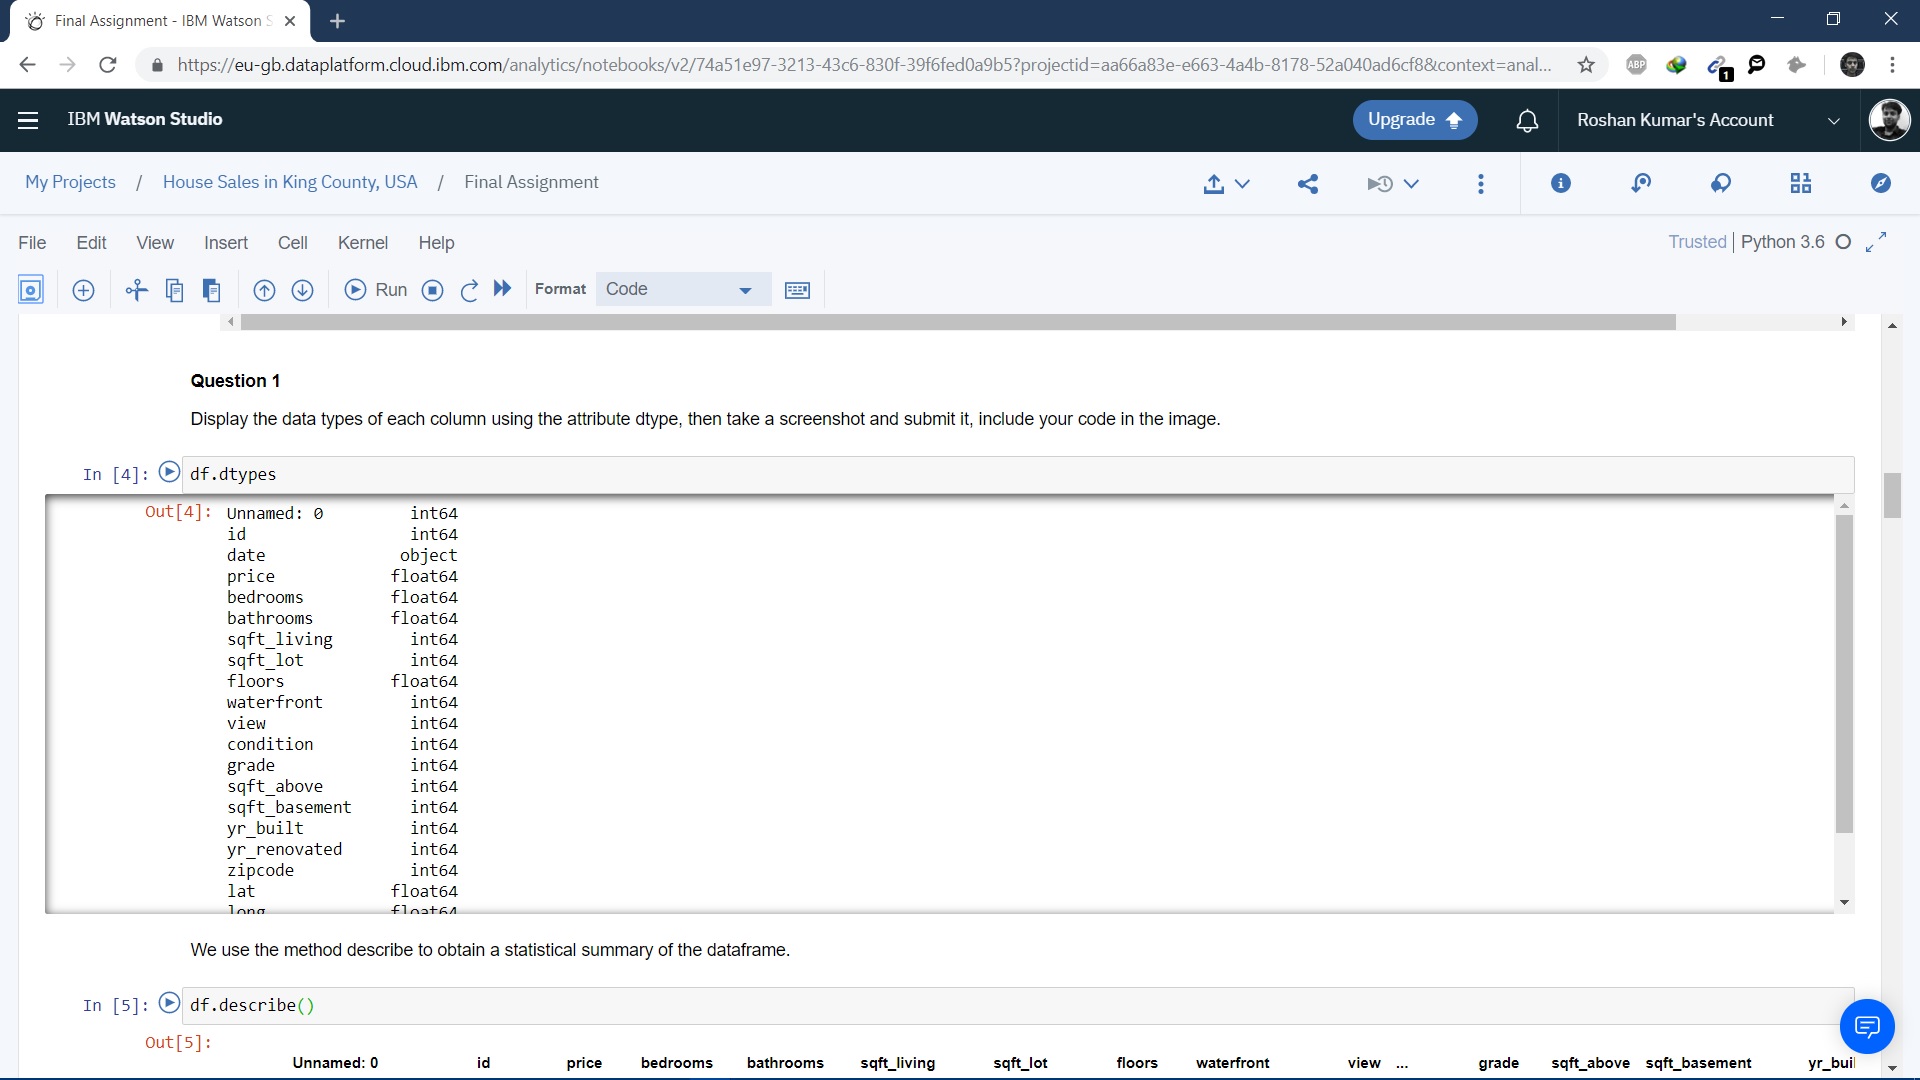 Final Assignment - IBM Watson S
https://eu-gb.dataplatform.cloud.ibm.com/analytics/notebooks/v2/74a51e97-3213-43c6-830f-39f6fed0a9b5?projectid=aa66a83e-e663-4a4b-8178-52a040ad6cf8&context=anal...
ABP
1
IBM Watson Studio
Upgrade
Roshan Kumar's Account
My Projects / House Sales in King County, USA / Final Assignment
File Edit View Insert Cell Kernel Help
Trusted | Python 3.6
Run
Format
Code
Question 1
Display the data types of each column using the attribute dtype, then take a screenshot and submit it, include your code in the image.
In [4]: df.dtypes
Out[4]: Unnamed: 0 int64
id int64
date object
price float64
bedrooms float64
bathrooms float64
sqft_living int64
sqft_lot int64
floors float64
waterfront int64
view int64
condition int64
grade int64
sqft_above int64
sqft_basement int64
yr_built int64
yr_renovated int64
zipcode int64
lat float64
long float64
We use the method describe to obtain a statistical summary of the dataframe.
In [5]: df.describe()
Out[5]:
Unnamed: 0 id price bedrooms bathrooms sqft_living sqft_lot floors waterfront view ... grade sqft_above sqft_basement yr_buil